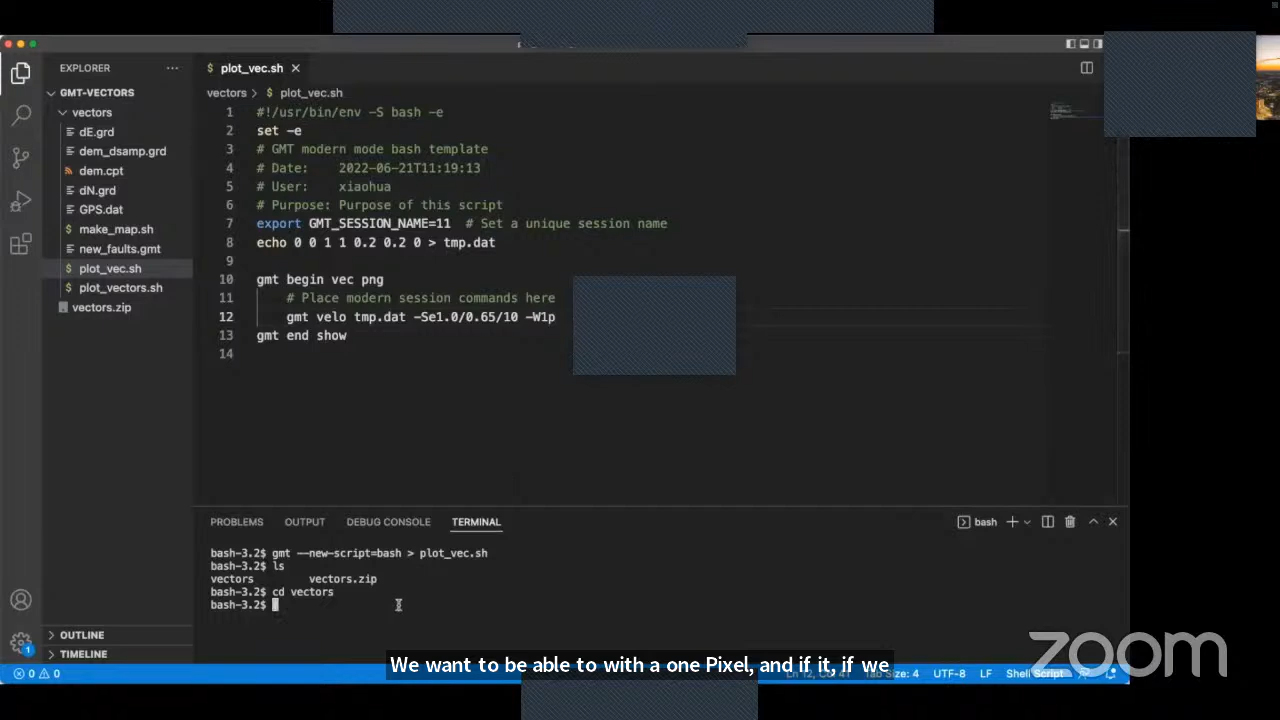 EXPLORER
GMT-VECTORS
vectors
dE.grd
dem_dsamp.grd
dem.cpt
dN.grd
GPS.dat
make_map.sh
new_faults.gmt
plot_vec.sh
plot_vectors.sh
vectors.zip
OUTLINE
TIMELINE
plot_vec.sh
vectors > plot_vec.sh
1 #!/usr/bin/env -S bash -e
2 set -e
3 # GMT modern mode bash template
4 # Date: 2022-06-21T11:19:13
5 # User: xiaohua
6 # Purpose: Purpose of this script
7 export GMT_SESSION_NAME=11 # Set a unique session name
8 echo 0 0 1 1 0.2 0.2 0 > tmp.dat
9
10 gmt begin vec png
11 # Place modern session commands here
12 gmt velo tmp.dat -Se1.0/0.65/10 -W1p
13 gmt end show
14
PROBLEMS OUTPUT DEBUG CONSOLE TERMINAL
bash
bash-3.2$ gmt --new-script=bash > plot_vec.sh
bash-3.2$ ls
vectors vectors.zip
bash-3.2$ cd vectors
bash-3.2$
zoom
We want to be able to with a one Pixel, and if it, if we
1
0 0
Ln 12, Col 41 Tab Size: 4 UTF-8 LF Shell Script